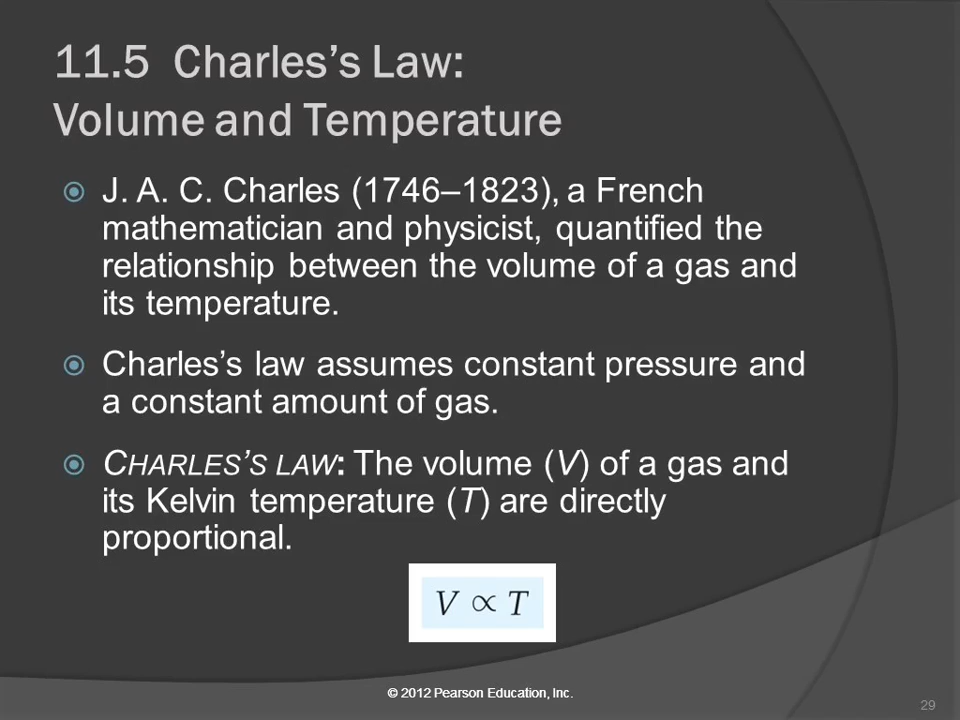 11.5  Charles’s Law:
Volume and Temperature
J. A. C. Charles (1746–1823), a French
mathematician and physicist, quantified the
relationship between the volume of a gas and
its temperature.
Charles’s law assumes constant pressure and
a constant amount of gas.
CHARLES’S LAW: The volume (V) of a gas and
its Kelvin temperature (T) are directly
proportional.
V ∝ T
© 2012 Pearson Education, Inc.
29